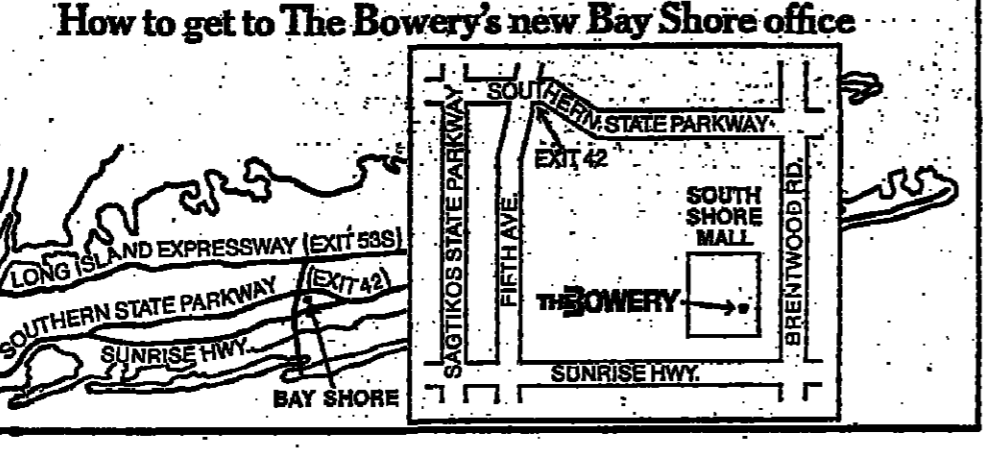 How to get to The Bowery's new Bay Shore office
LONG ISLAND EXPRESSWAY (EXIT 53S)
SOUTHERN STATE PARKWAY (EXIT 42)
SUNRISE HWY.
BAY SHORE
SAGTIKOS STATE PARKWAY
FIFTH AVE.
SOUTHERN STATE PARKWAY
EXIT 42
BRENTWOOD RD.
SOUTH
SHORE
MALL
THE BOWERY
SUNRISE HWY.